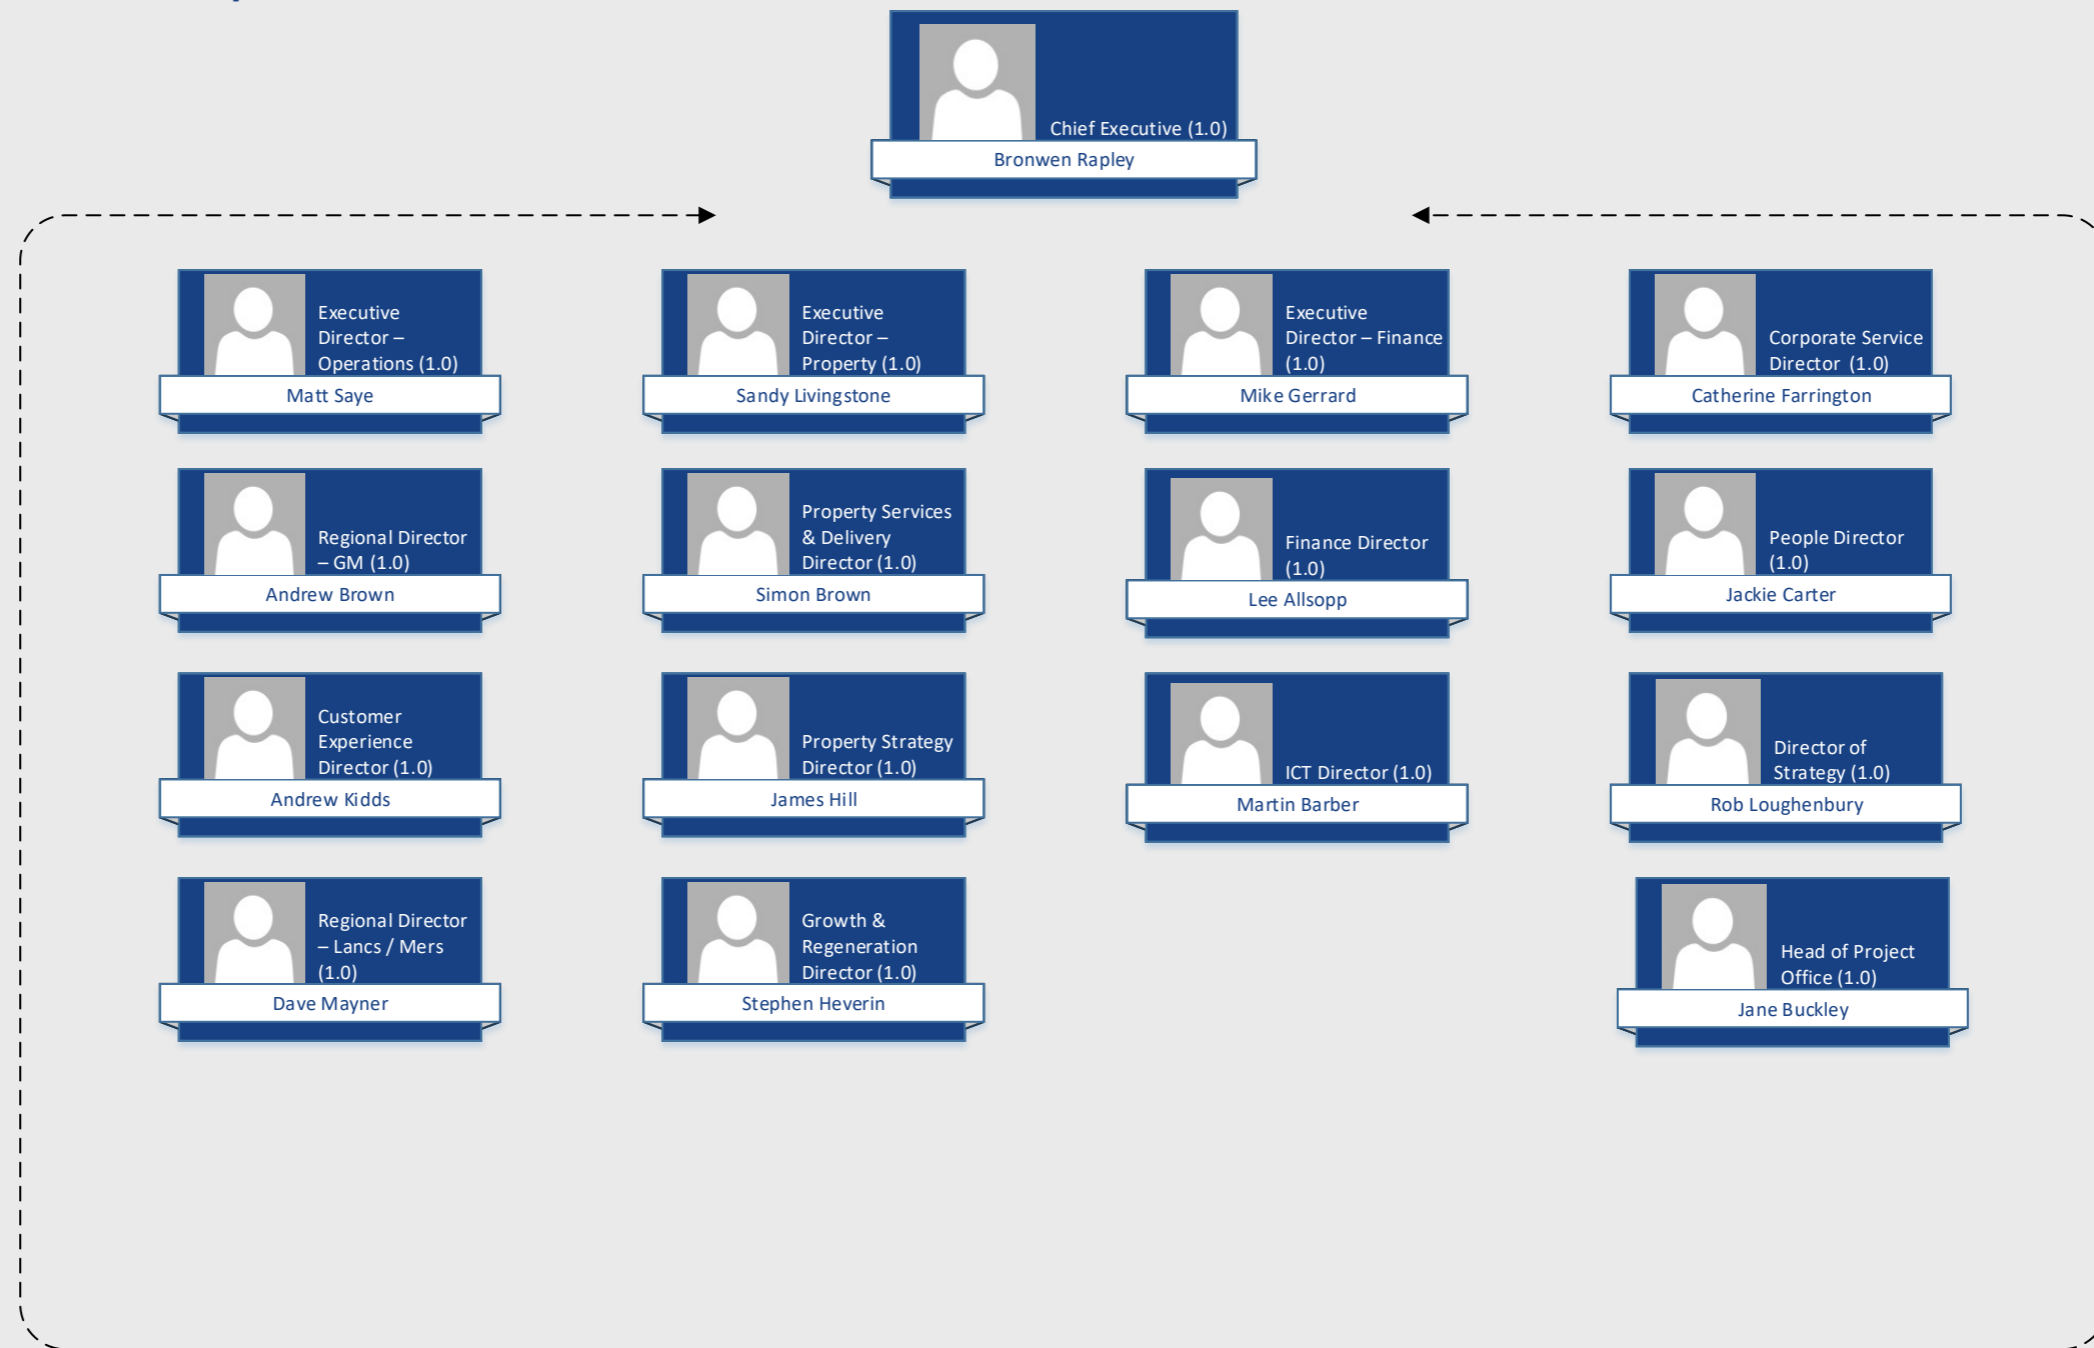 Chief Executive (1.0)
Bronwen Rapley
Executive
Director –
Operations (1.0)
Matt Saye
Executive
Director –
Property (1.0)
Sandy Livingstone
Executive
Director – Finance
(1.0)
Mike Gerrard
Corporate Service
Director (1.0)
Catherine Farrington
Regional Director
– GM (1.0)
Andrew Brown
Property Services
& Delivery
Director (1.0)
Simon Brown
Finance Director
(1.0)
Lee Allsopp
People Director
(1.0)
Jackie Carter
Customer
Experience
Director (1.0)
Andrew Kidds
Property Strategy
Director (1.0)
James Hill
ICT Director (1.0)
Martin Barber
Director of
Strategy (1.0)
Rob Loughenbury
Regional Director
– Lancs / Mers
(1.0)
Dave Mayner
Growth &
Regeneration
Director (1.0)
Stephen Heverin
Head of Project
Office (1.0)
Jane Buckley